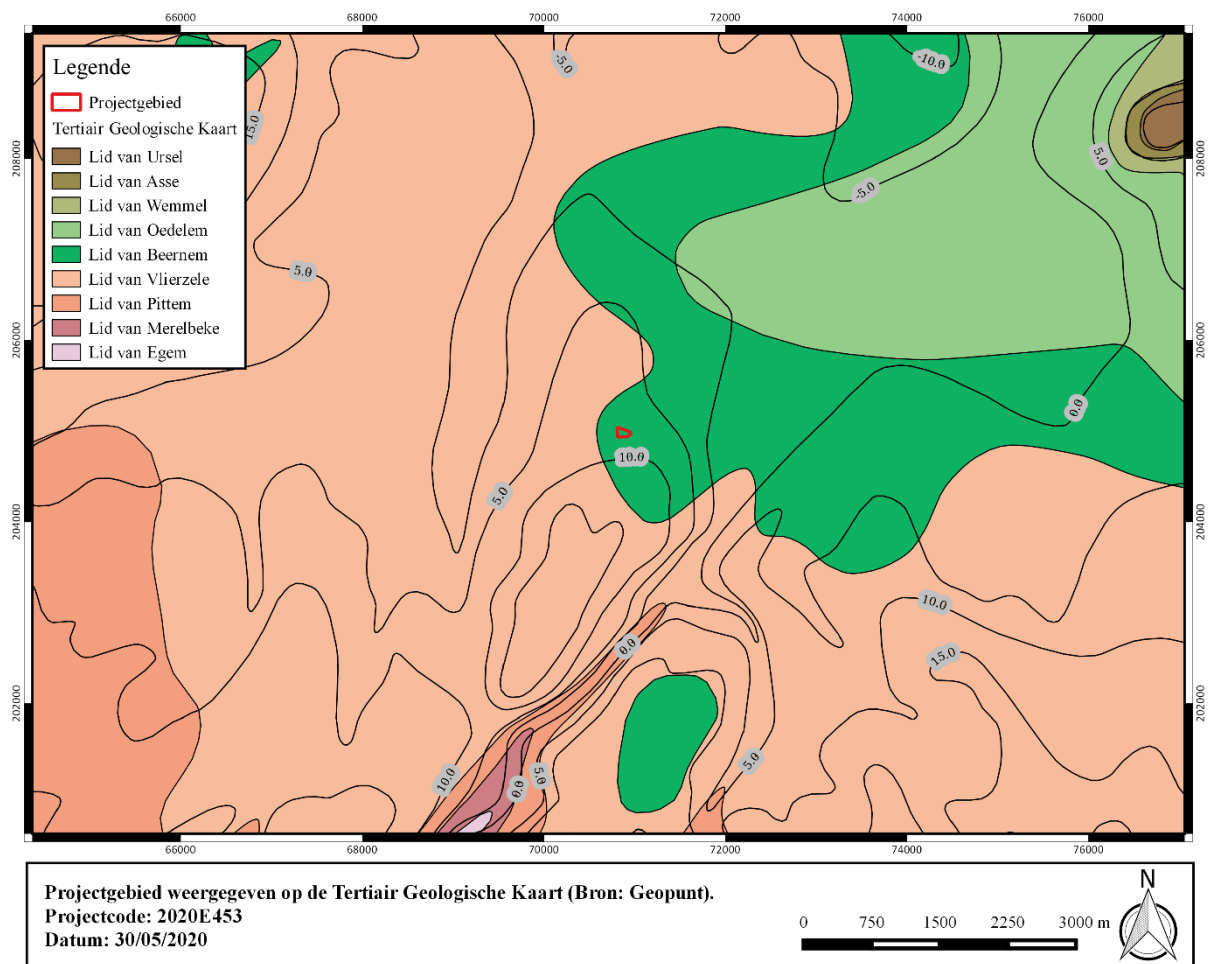 66000 68000 70000 72000 74000 76000
Legende
Projectgebied
Tertiair Geologische Kaart
Lid van Ursel
Lid van Asse
Lid van Wemmel
Lid van Oedelem
Lid van Beernem
Lid van Vlierzele
Lid van Pittem
Lid van Merelbeke
Lid van Egem
-5.0
-10.0
15.0
208000
208000
5.0
-5.0
5.0
206000
206000
0.0
10.0
5.0
204000
204000
10.0
0.0
15.0
202000
202000
10.0
5.0
0.0
5.0
66000 68000 70000 72000 74000 76000
Projectgebied weergegeven op de Tertiair Geologische Kaart (Bron: Geopunt).
Projectcode: 2020E453
Datum: 30/05/2020
N
0 750 1500 2250 3000 m